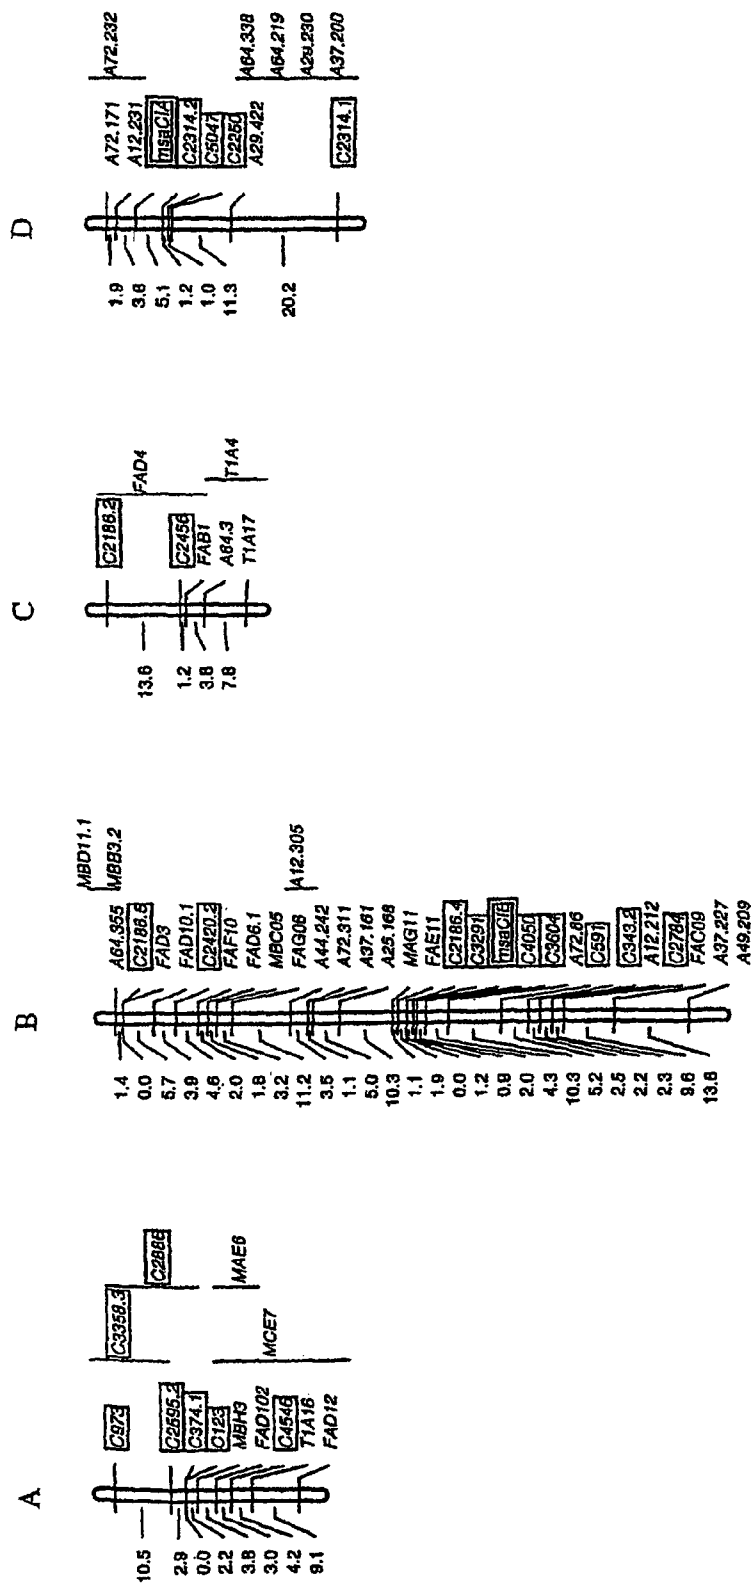 A
10.5
2.9
0.0
2.2
3.8
3.0
4.2
9.1
C973
C2595.2
C374.1
C123
MBH3
FAD102
C4546
T1A16
FAD12
C3358.3
MCE7
C2886
MAE6
B
1.4
0.0
5.7
3.9
4.6
2.0
1.8
3.2
11.2
3.5
1.1
5.0
10.3
1.1
1.9
0.0
1.2
0.9
2.0
4.3
10.3
5.2
2.5
2.2
2.3
9.6
13.8
A64.355
C2186.6
FAD3
FAD10.1
C2420.2
FAF10
FAD6.1
MBC05
FAG08
A44.242
A72.311
A37.161
A25.168
MAG11
FAE11
C2186.4
C3291
msaCIB
C4050
C3604
A72.86
C591
C343.2
A12.212
C2784
FAC09
A37.227
A49.209
MBD11.1
MBB3.2
A12.305
C
13.6
1.2
3.8
7.8
C2186.2
C2456
FAB1
A64.3
T1A17
FAD4
T1A4
D
1.9
3.6
5.1
1.2
1.0
11.3
20.2
A72.171
A12.231
msaCIA
C2314.2
C5047
C2250
A29.422
C2314.1
A72.232
A64.338
A64.219
A29.230
A37.200